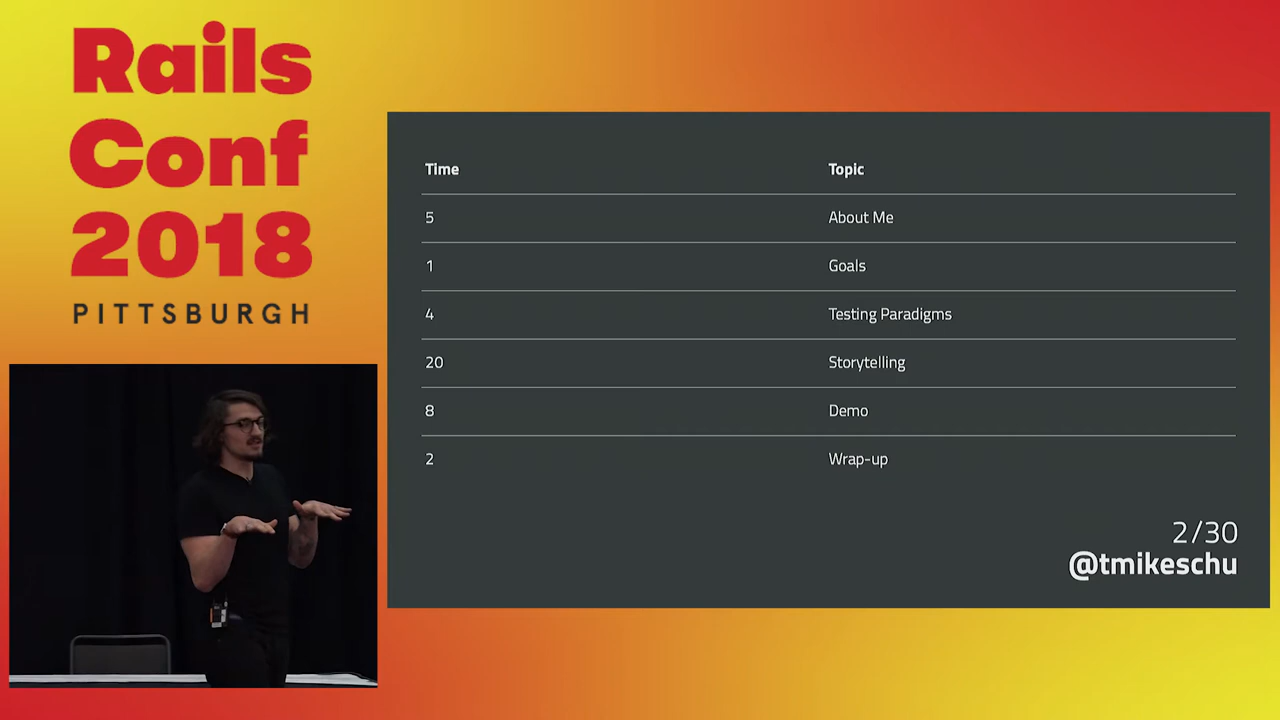 Rails
Conf
2018
PITTSBURGH
Time Topic
5 About Me
1 Goals
4 Testing Paradigms
20 Storytelling
8 Demo
2 Wrap-up
2/30
@tmikeschu